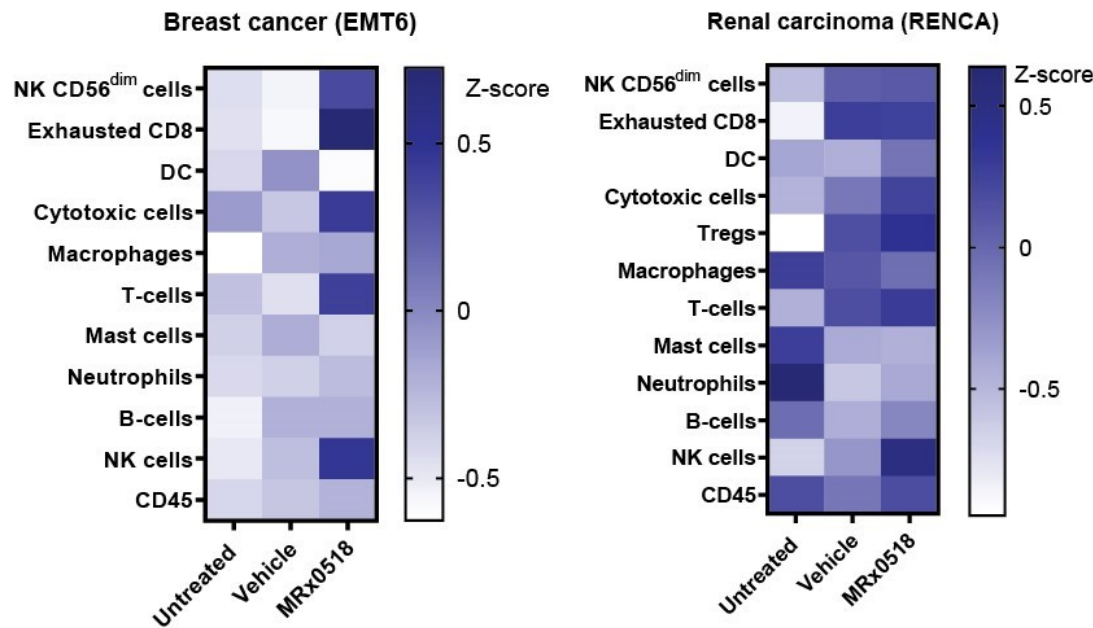 Breast cancer (EMT6)
NK CD56dim cells
Exhausted CD8
DC
Cytotoxic cells
Macrophages
T-cells
Mast cells
Neutrophils
B-cells
NK cells
CD45
Untreated
Vehicle
MRx0518
Z-score
0.5
0
-0.5
Renal carcinoma (RENCA)
NK CD56dim cells
Exhausted CD8
DC
Cytotoxic cells
Tregs
Macrophages
T-cells
Mast cells
Neutrophils
B-cells
NK cells
CD45
Untreated
Vehicle
MRx0518
Z-score
0.5
0
-0.5